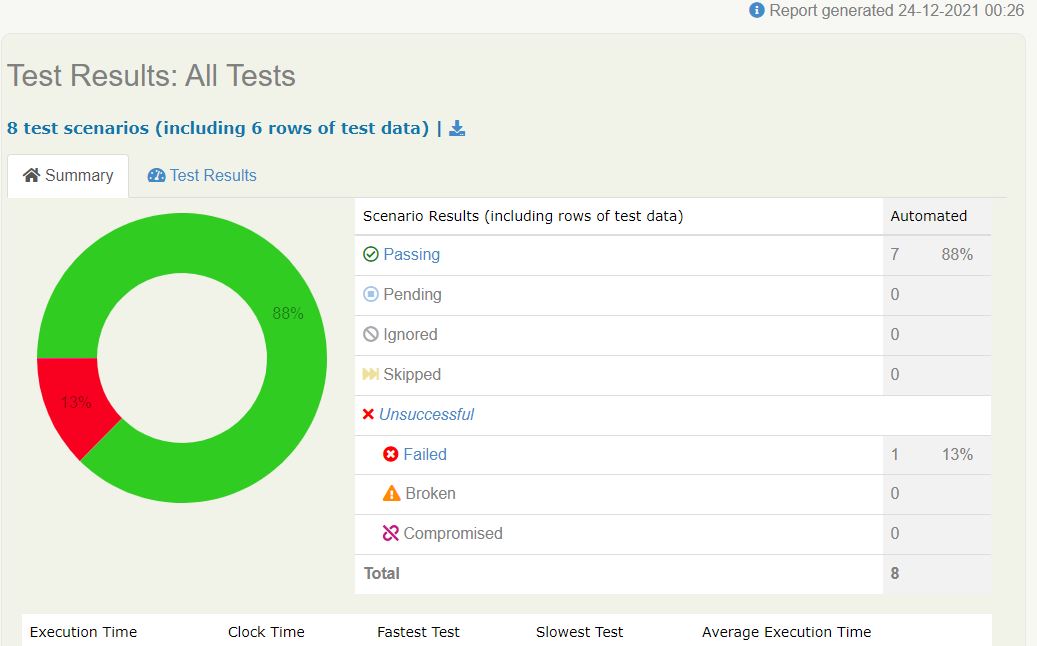 Report generated 24-12-2021 00:26
Test Results: All Tests
8 test scenarios (including 6 rows of test data) |
Summary Test Results
Scenario Results (including rows of test data) Automated
Passing 7 88%
88%
Pending 0
Ignored 0
Skipped 0
13%
Unsuccessful
Failed 1 13%
Broken 0
Compromised 0
Total 8
Execution Time Clock Time Fastest Test Slowest Test Average Execution Time